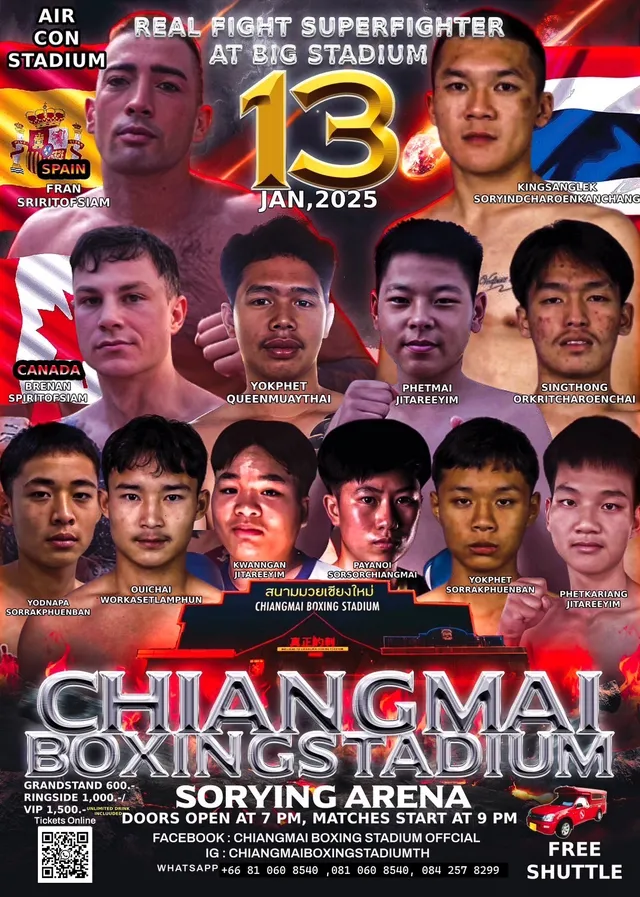 AIR
CON
STADIUM
REAL FIGHT SUPERFIGHTER
AT BIG STADIUM
13
JAN,2025
SPAIN
FRAN
SRIRITOFSIAM
KINGSANGLEK
SORYINDCHAROENKANCHANG
CANADA
BRENAN
SPIRITOFSIAM
YOKPHET
QUEENMUAYTHAI
PHETMAI
JITAREEYIM
SINGTHONG
ORKRITCHAROENCHAI
YODNAPA
SORRAKPHUENBAN
OUICHAI
WORKASETLAMPHUN
KWANNGAN
JITAREEYIM
PAYANOI
SORSORCHIANGMAI
YOKPHET
SORRAKPHUENBAN
PHETKARIANG
JITAREEYIM
สนามมวยเชียงใหม่
CHIANGMAI BOXING STADIUM
CHIANGMAI
BOXINGSTADIUM
GRANDSTAND 600.-
RINGSIDE 1,000.-/
VIP 1,500.- UNLIMITED DRINK
INCLOUDED
Tickets Online
SORYING ARENA
DOORS OPEN AT 7 PM, MATCHES START AT 9 PM
FACEBOOK : CHIANGMAI BOXING STADIUM OFFCIAL
IG : CHIANGMAIBOXINGSTADIUMTH
WHATSAPP +66 81 060 8540 ,081 060 8540, 084 257 8299
FREE
SHUTTLE